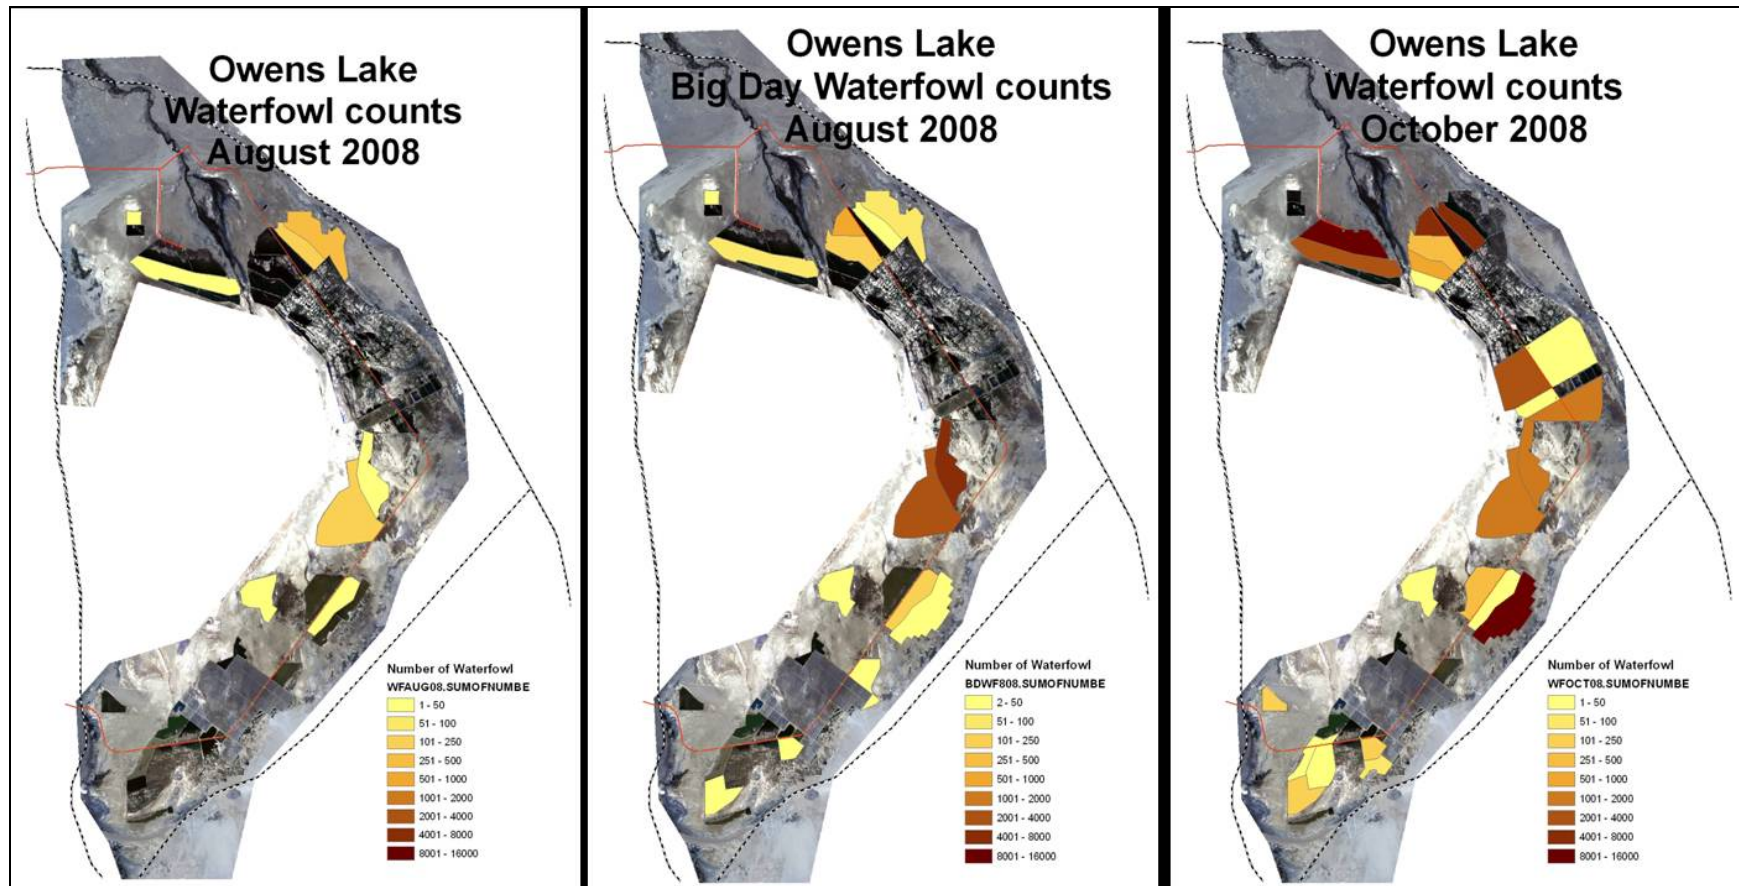 Owens Lake
Waterfowl counts
August 2008
Number of Waterfowl
WFAUG08.SUMOFNUMBE
1 - 50
51 - 100
101 - 250
251 - 500
501 - 1000
1001 - 2000
2001 - 4000
4001 - 8000
8001 - 16000
Owens Lake
Big Day Waterfowl counts
August 2008
Number of Waterfowl
BDWF808.SUMOFNUMBE
2 - 50
51 - 100
101 - 250
251 - 500
501 - 1000
1001 - 2000
2001 - 4000
4001 - 8000
8001 - 16000
Owens Lake
Waterfowl counts
October 2008
Number of Waterfowl
WFOCT08.SUMOFNUMBE
1 - 50
51 - 100
101 - 250
251 - 500
501 - 1000
1001 - 2000
2001 - 4000
4001 - 8000
8001 - 16000